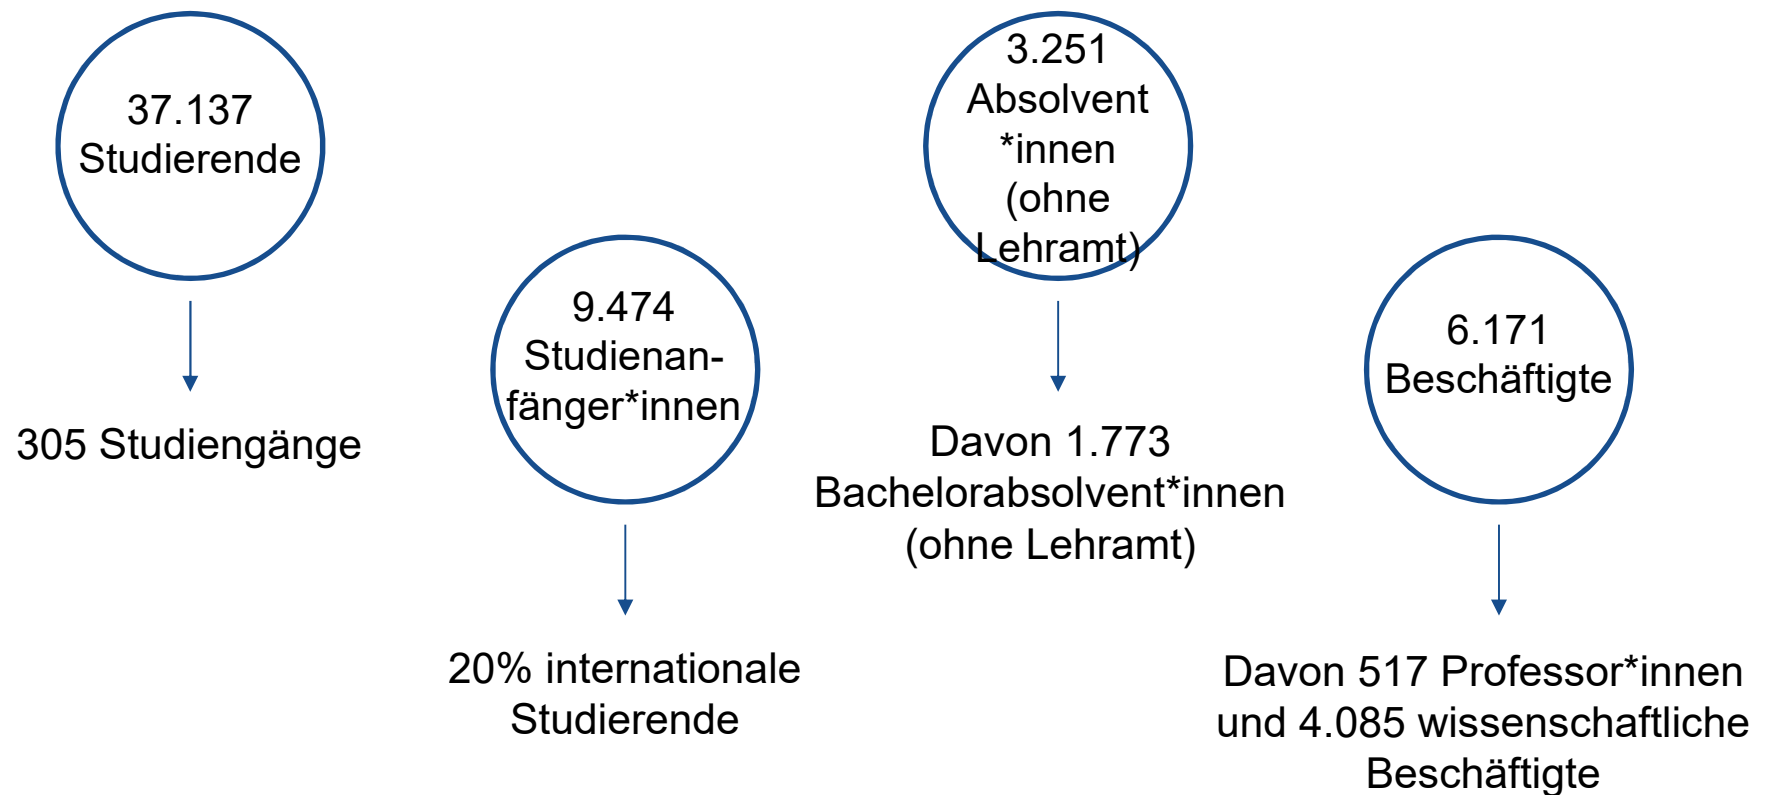 37.137
Studierende
305 Studiengänge
9.474
Studienan-
fänger*innen
20% internationale
Studierende
3.251
Absolvent
*innen
(ohne
Lehramt)
Davon 1.773
Bachelorabsolvent*innen
(ohne Lehramt)
6.171
Beschäftigte
Davon 517 Professor*innen
und 4.085 wissenschaftliche
Beschäftigte